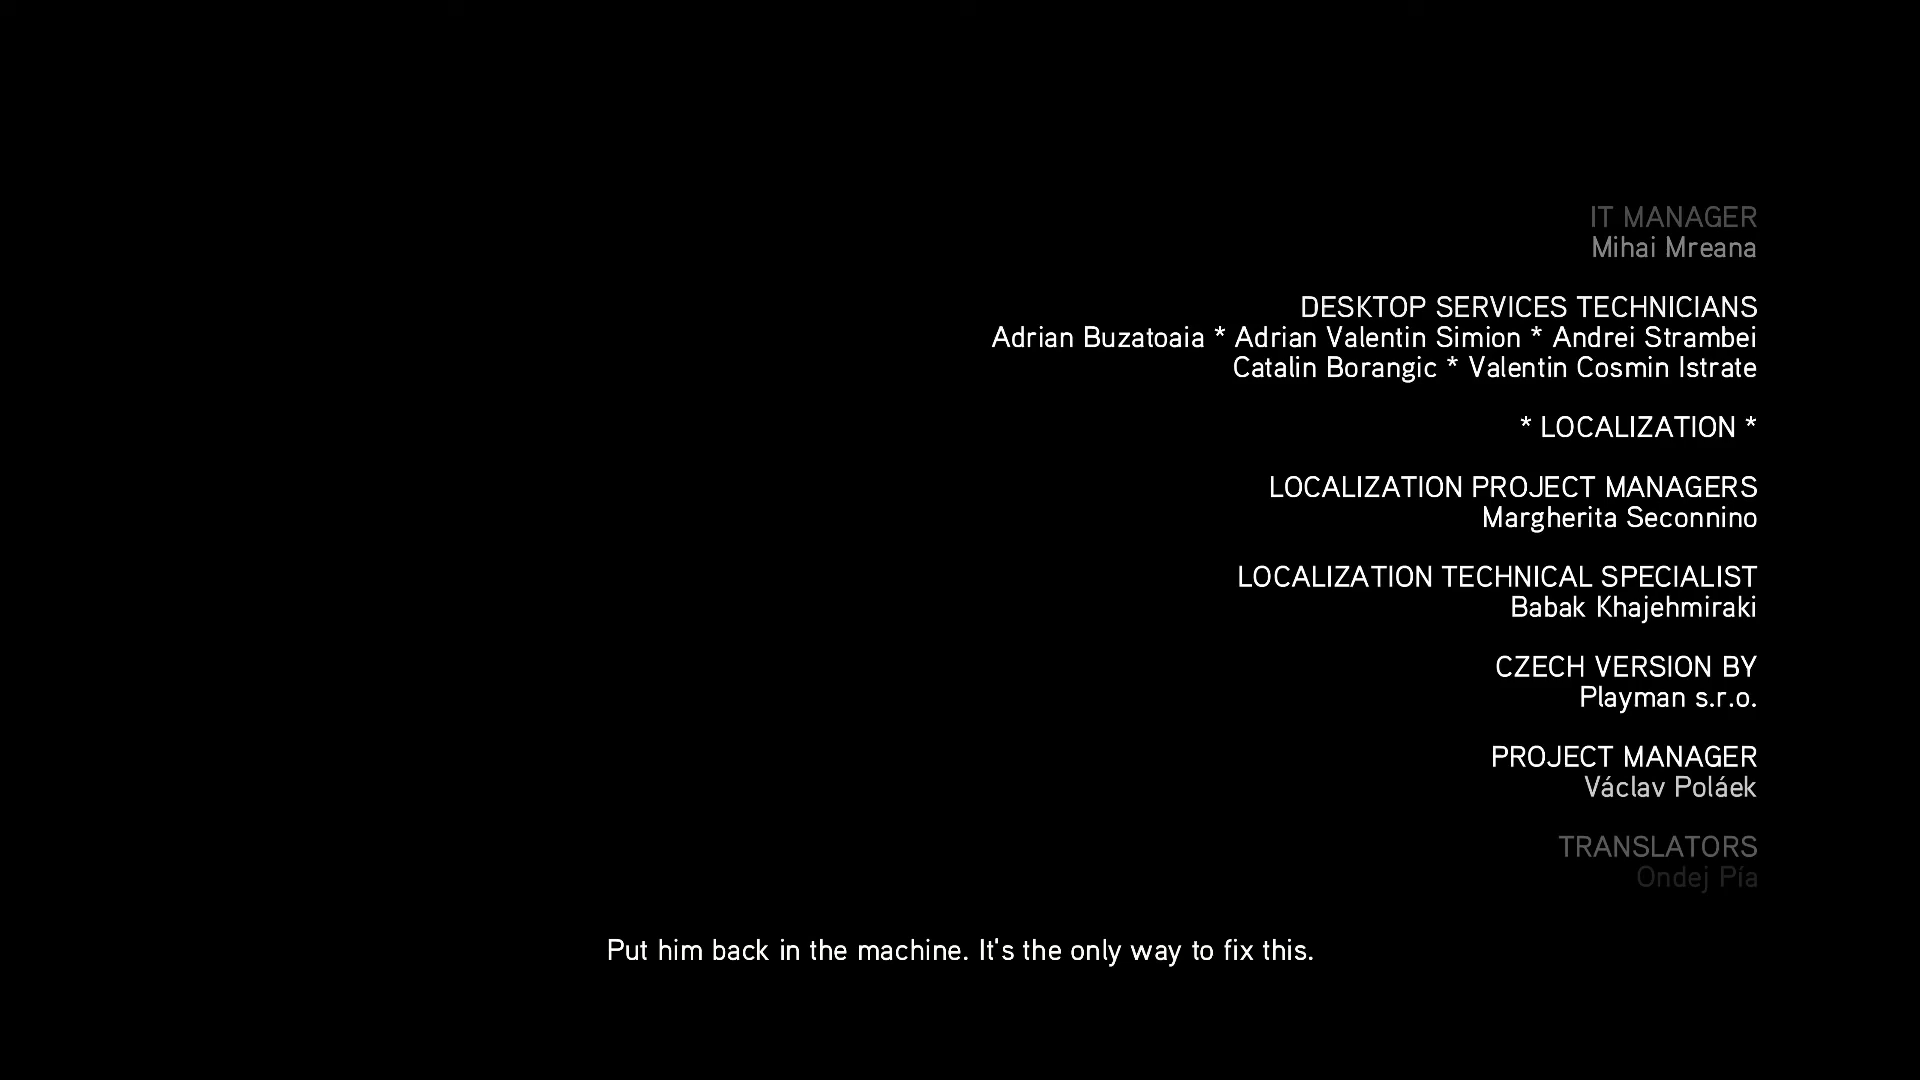 IT MANAGER
Mihai Mreana
DESKTOP SERVICES TECHNICIANS
Adrian Buzatoaia * Adrian Valentin Simion * Andrei Strambei
Catalin Borangic * Valentin Cosmin Istrate
* LOCALIZATION *
LOCALIZATION PROJECT MANAGERS
Margherita Seconnino
LOCALIZATION TECHNICAL SPECIALIST
Babak Khajehmiraki
CZECH VERSION BY
Playman s.r.o.
PROJECT MANAGER
Václav Poláek
TRANSLATORS
Ondej Pía
Put him back in the machine. It's the only way to fix this.